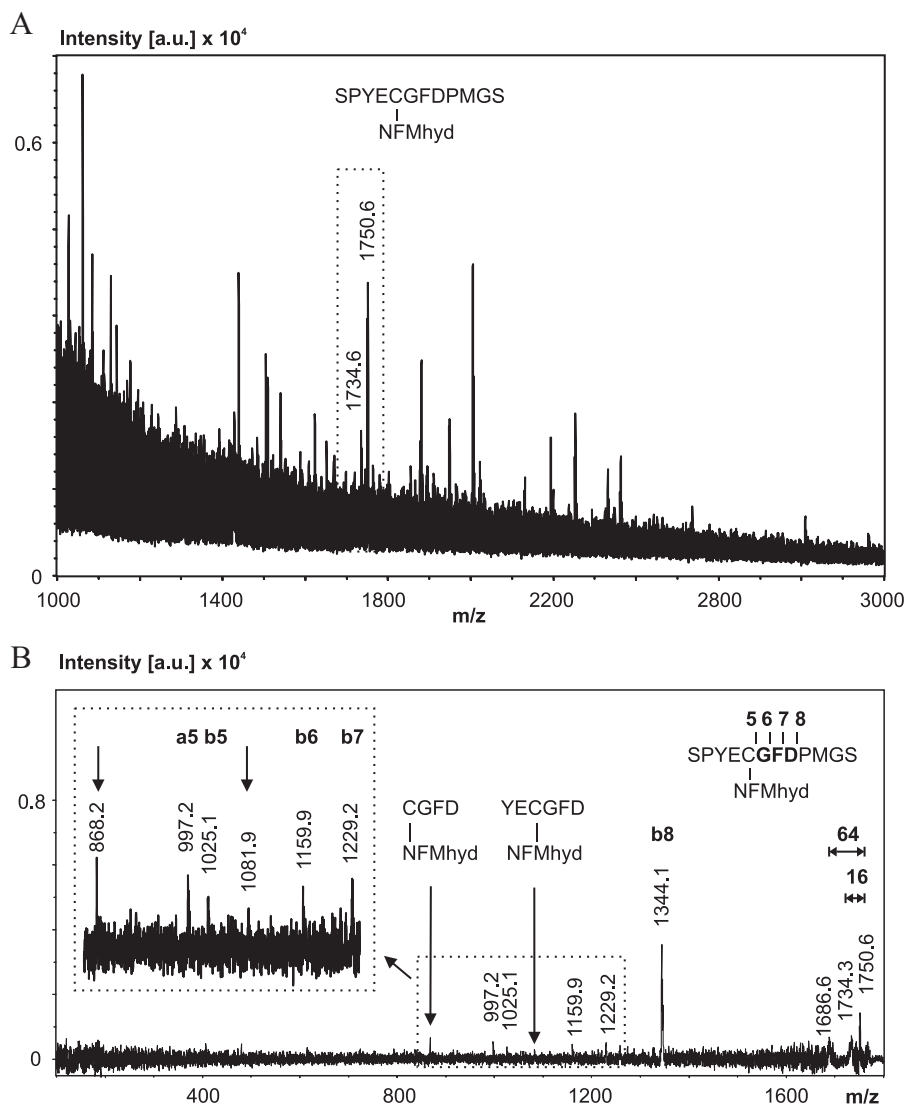 A
Intensity [a.u.] x 10⁴
SPYECGFDPMGS
NFMhyd
0.6
1750.6
1734.6
0
1000
1400
1800
2200
2600
3000
m/z
B
Intensity [a.u.] x 10⁴
a5 b5
b6
b7
868.2
997.2
1025.1
1081.9
1159.9
1229.2
5 6 7 8
SPYECGFDPMGS
NFMhyd
CGFD
NFMhyd
YECGFD
NFMhyd
b8
64
16
0.8
1344.1
997.2
1025.1
1159.9
1229.2
1686.6
1734.3
1750.6
0
400
800
1200
1600
m/z